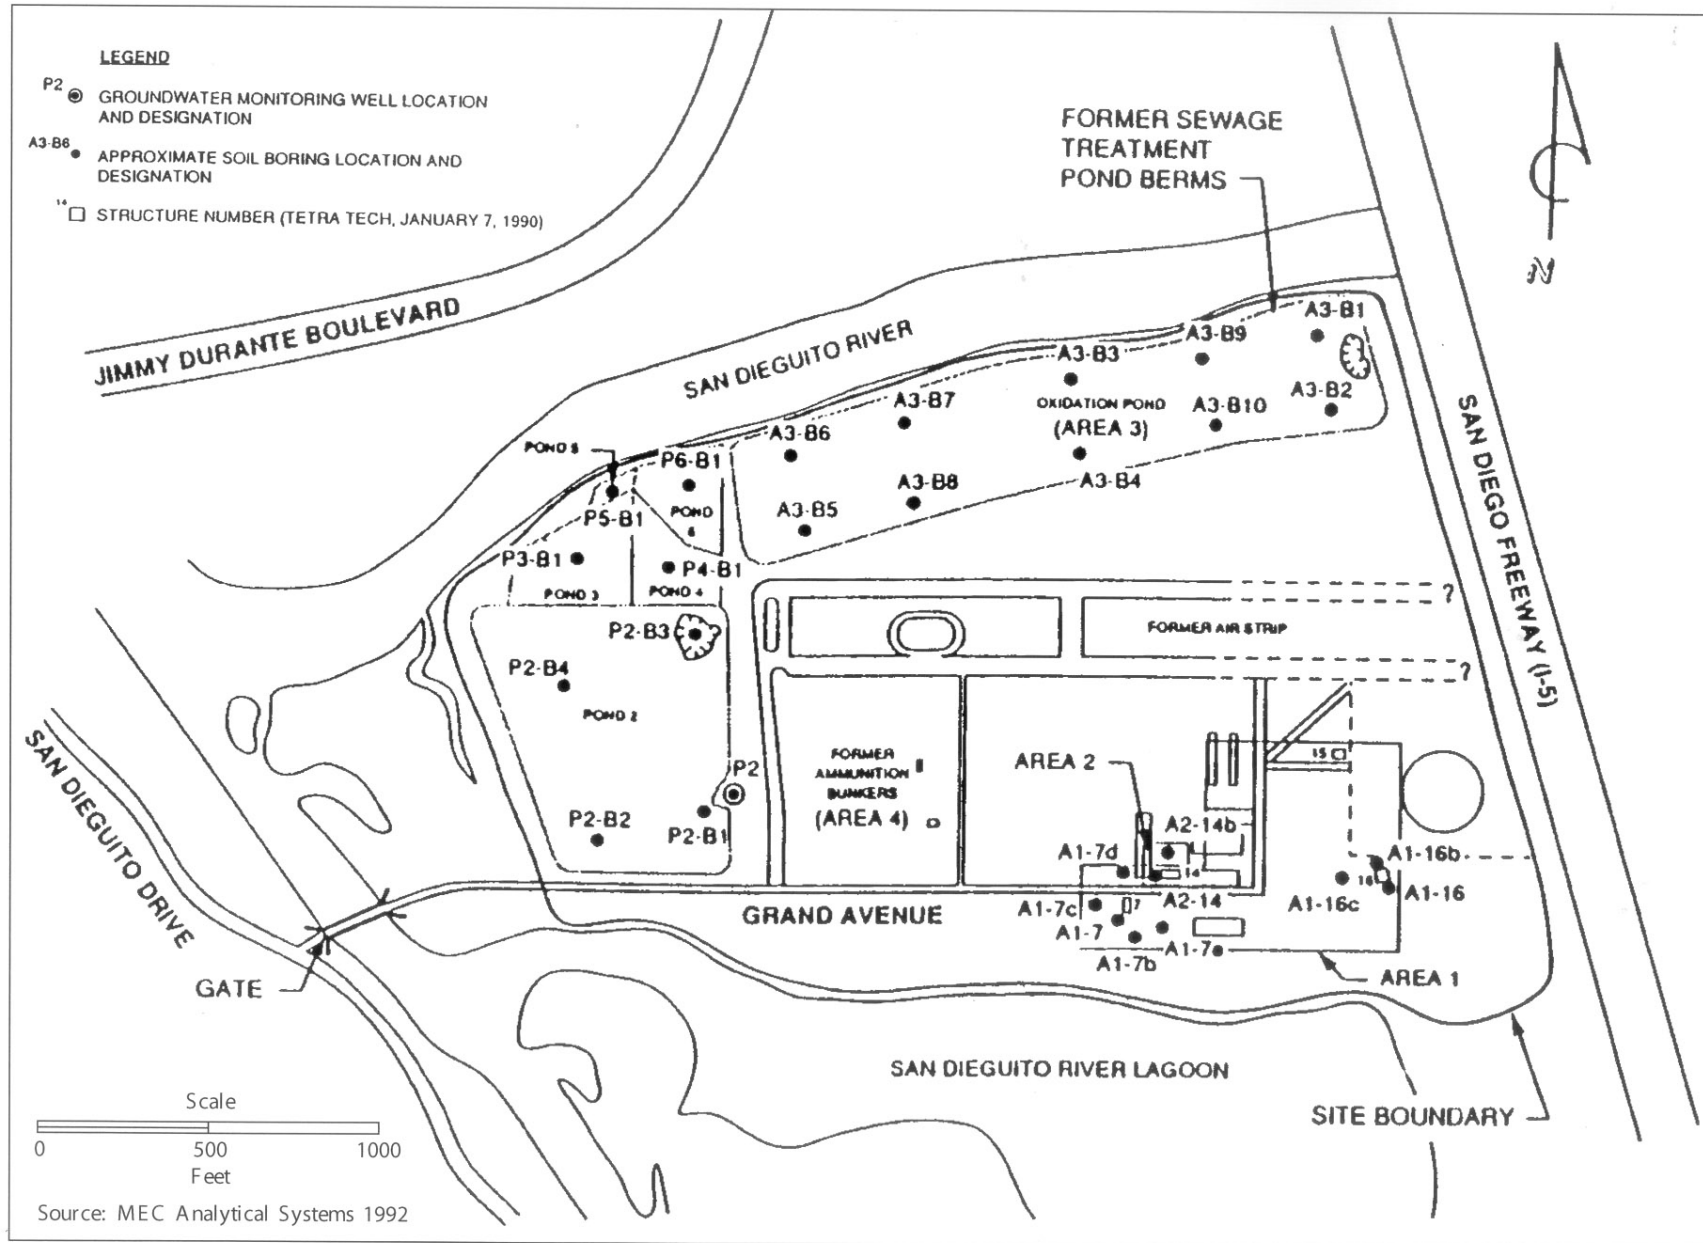 LEGEND
P2
GROUNDWATER MONITORING WELL LOCATION
AND DESIGNATION
A3-B6
APPROXIMATE SOIL BORING LOCATION AND
DESIGNATION
14
STRUCTURE NUMBER (TETRA TECH, JANUARY 7, 1990)
FORMER SEWAGE
TREATMENT
POND BERMS
N
JIMMY DURANTE BOULEVARD
SAN DIEGUITO RIVER
SAN DIEGO FREEWAY (I-5)
A3-B1
A3-B9
A3-B3
A3-B2
A3-B7
OXIDATION POND
(AREA 3)
A3-B10
A3-B6
POND 5
P6-B1
A3-B4
A3-B8
A3-B5
P5-B1
POND
6
P3-B1
P4-B1
POND 3
POND 4
?
FORMER AIR STRIP
P2-B3
?
P2-B4
POND 2
FORMER
AMMUNITION
BUNKERS
(AREA 4)
AREA 2
15
P2
A2-14b
P2-B2
P2-B1
A1-7d
14
A1-16b
16
A1-16
A1-16c
A2-14
A1-7c
7
A1-7
A1-7b
A1-7
SAN DIEGUITO DRIVE
GRAND AVENUE
GATE
AREA 1
SAN DIEGUITO RIVER LAGOON
SITE BOUNDARY
Scale
0 500 1000
Feet
Source: MEC Analytical Systems 1992